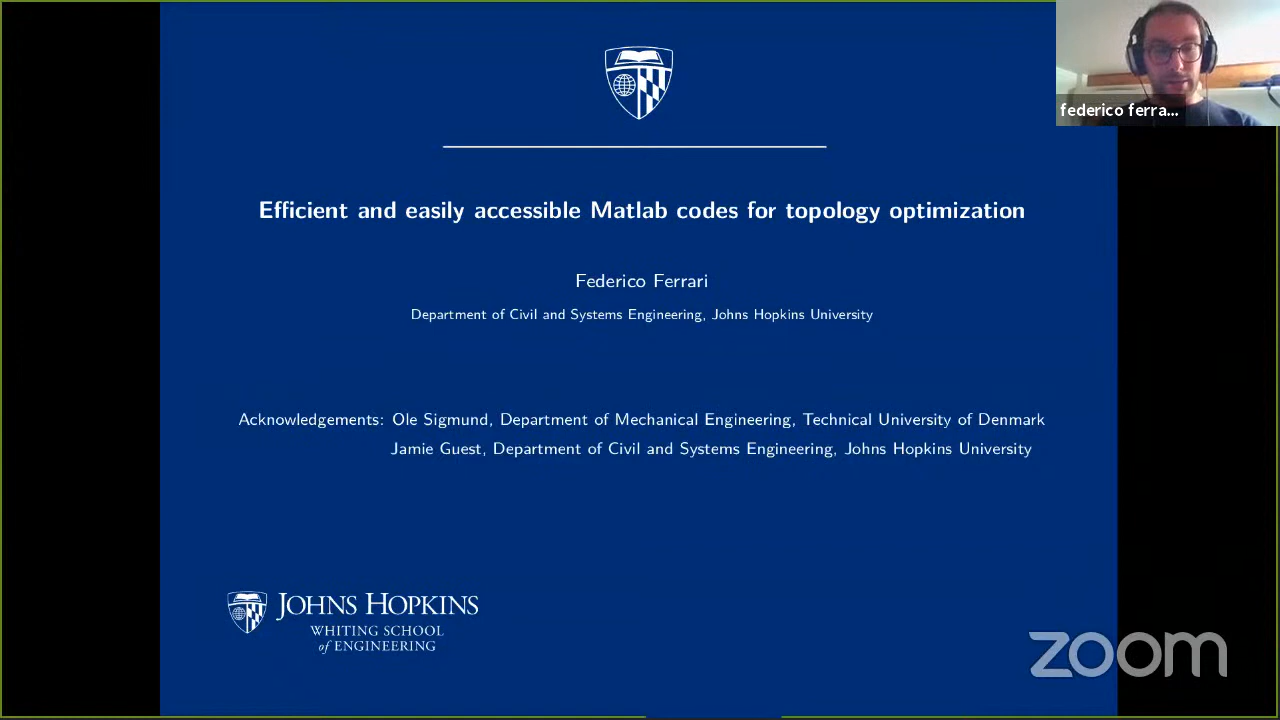 federico ferra...
Efficient and easily accessible Matlab codes for topology optimization
Federico Ferrari
Department of Civil and Systems Engineering, Johns Hopkins University
Acknowledgements: Ole Sigmund, Department of Mechanical Engineering, Technical University of Denmark
Jamie Guest, Department of Civil and Systems Engineering, Johns Hopkins University
JOHNS HOPKINS
WHITING SCHOOL
of ENGINEERING
zoom